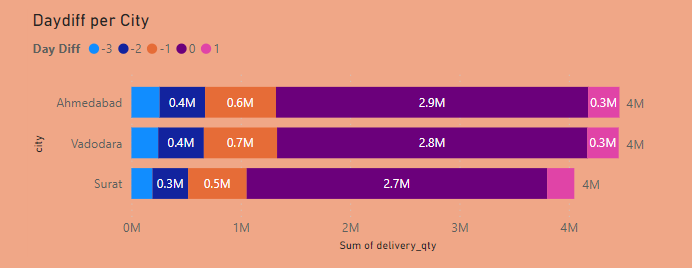 Daydiff per City
Day Diff -3 -2 -1 0 1
Ahmedabad 0.4M 0.6M 2.9M 0.3M 4M
Vadodara 0.4M 0.7M 2.8M 0.3M 4M
Surat 0.3M 0.5M 2.7M 4M
city
0M 1M 2M 3M 4M
Sum of delivery_qty